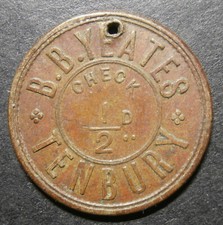 B.B.YEATES
CHECK
1/2 D
TENBURY